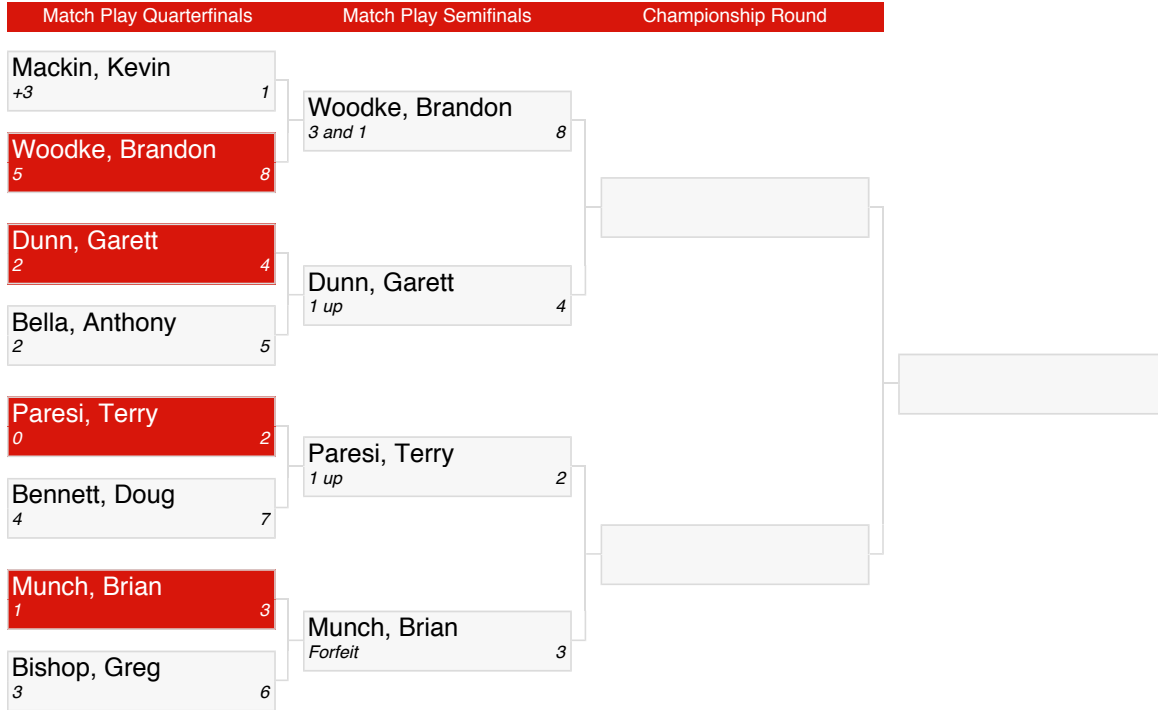 Match Play Quarterfinals Match Play Semifinals Championship Round
Mackin, Kevin
+3 1
Woodke, Brandon
5 8
Dunn, Garett
2 4
Bella, Anthony
2 5
Paresi, Terry
0 2
Bennett, Doug
4 7
Munch, Brian
1 3
Bishop, Greg
3 6
Woodke, Brandon
3 and 1 8
Dunn, Garett
1 up 4
Paresi, Terry
1 up 2
Munch, Brian
Forfeit 3